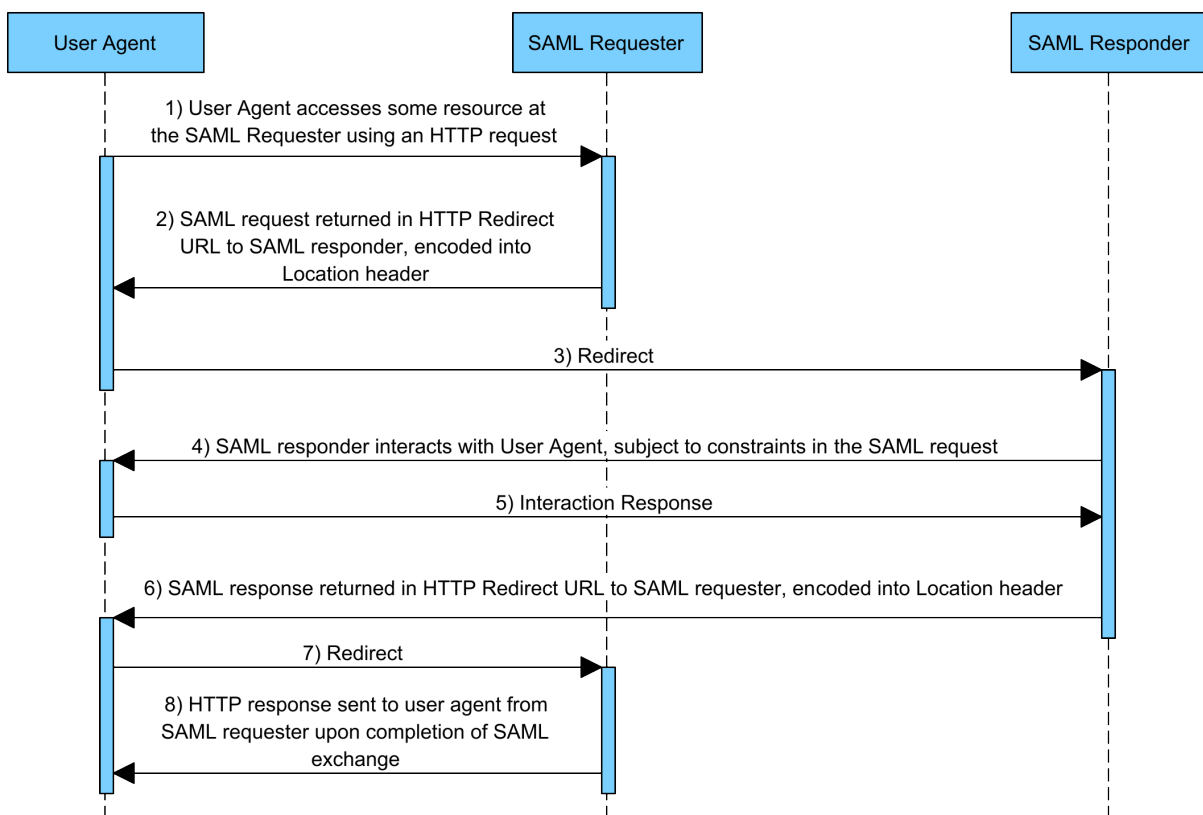 User Agent
SAML Requester
SAML Responder
1) User Agent accesses some resource at
the SAML Requester using an HTTP request
2) SAML request returned in HTTP Redirect
URL to SAML responder, encoded into
Location header
3) Redirect
4) SAML responder interacts with User Agent, subject to constraints in the SAML request
5) Interaction Response
6) SAML response returned in HTTP Redirect URL to SAML requester, encoded into Location header
7) Redirect
8) HTTP response sent to user agent from
SAML requester upon completion of SAML
exchange